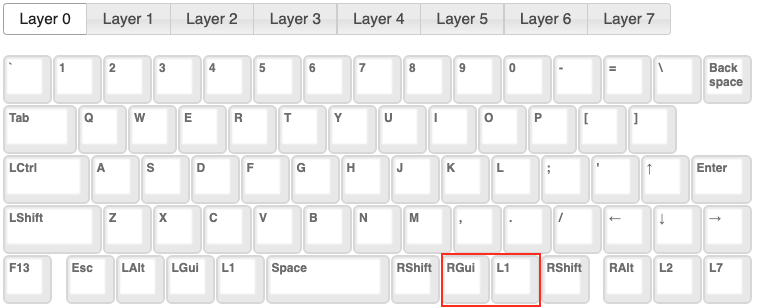 Layer 0 Layer 1 Layer 2 Layer 3 Layer 4 Layer 5 Layer 6 Layer 7
` 1 2 3 4 5 6 7 8 9 0 - = \ Back
space
Tab Q W E R T Y U I O P [ ]
LCtrl A S D F G H J K L ; ' ↑ Enter
LShift Z X C V B N M , . / ← ↓ →
F13 Esc LAlt LGui L1 Space RShift RGui L1 RShift RAlt L2 L7